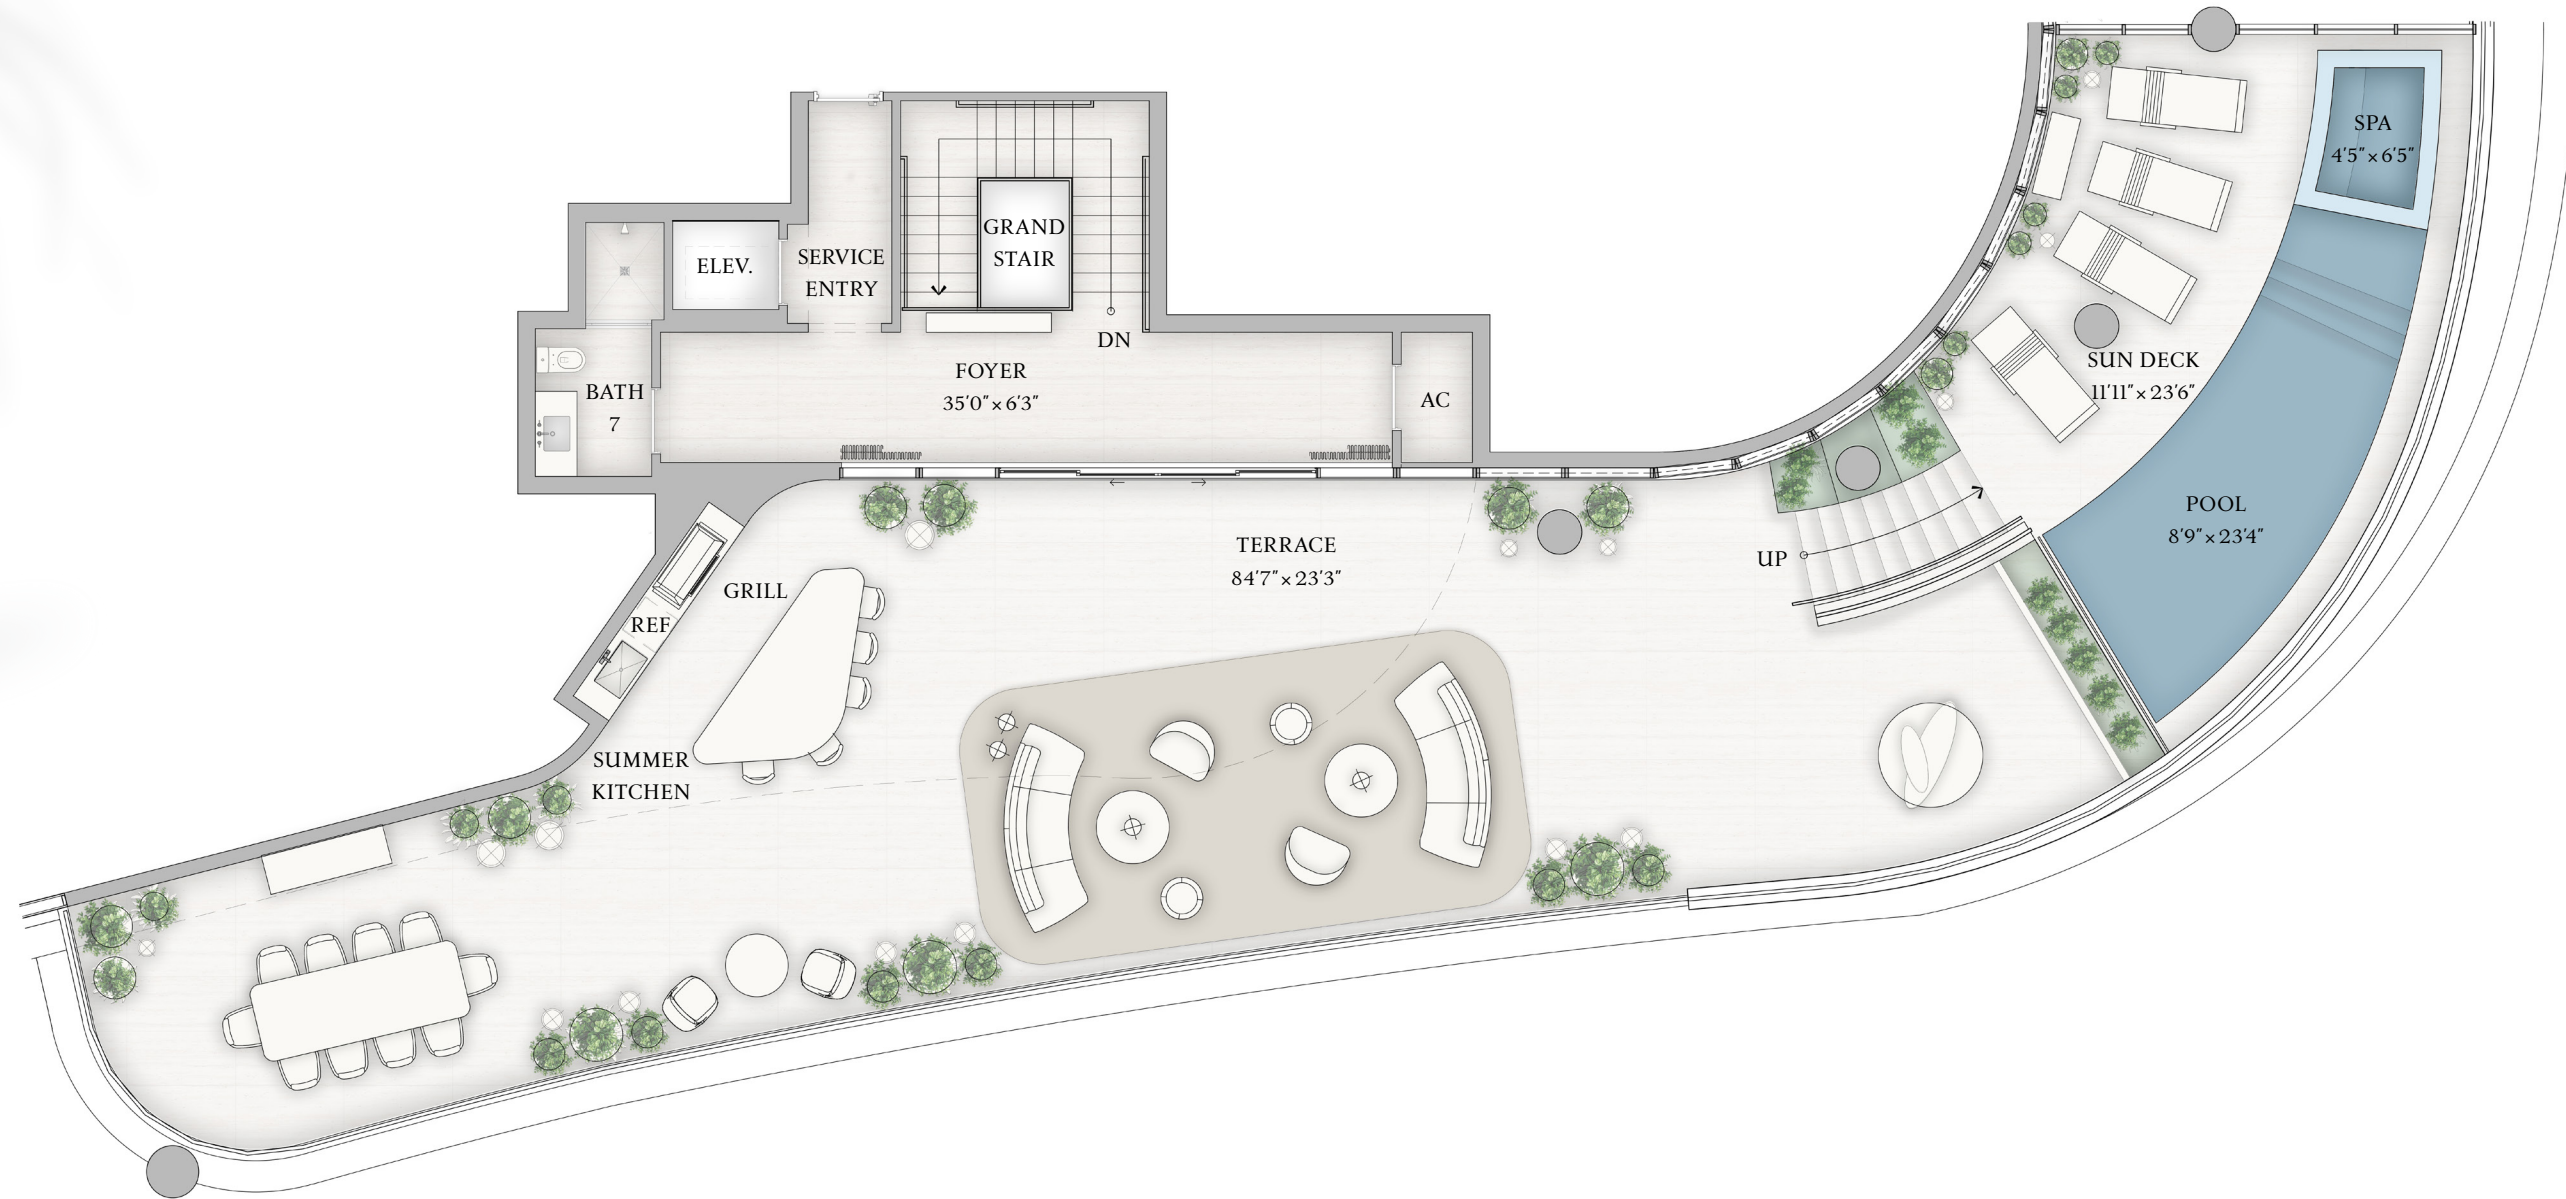 SPA
4'5" × 6'5"
GRAND
STAIR
ELEV.
SERVICE
ENTRY
DN
SUN DECK
11'11" × 23'6"
FOYER
35'0" × 6'3"
BATH
7
AC
POOL
8'9" × 23'4"
TERRACE
84'7" × 23'3"
UP
GRILL
REF
SUMMER
KITCHEN